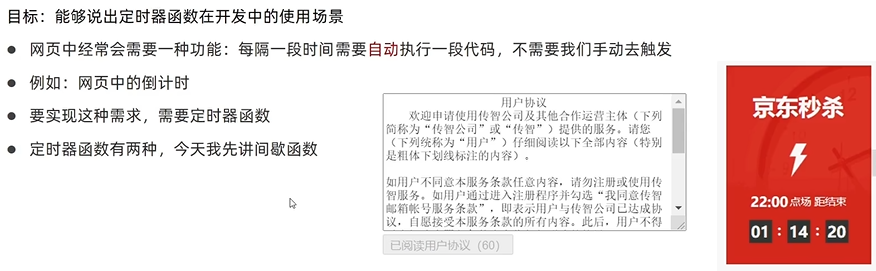 目标：能够说出定时器函数在开发中的使用场景
● 网页中经常会需要一种功能：每隔一段时间需要自动执行一段代码，不需要我们手动去触发
● 例如：网页中的倒计时
● 要实现这种需求，需要定时器函数
● 定时器函数有两种，今天我先讲间歇函数
用户协议
欢迎申请使用传智公司及其他合作运营主体（下列
简称为“传智公司”或“传智”）提供的服务。请您
（下列统称为“用户”）仔细阅读以下全部内容（特别
是粗体下划线标注的内容）。
如用户不同意本服务条款任意内容，请勿注册或使用传
智服务。如用户通过进入注册程序并勾选“我同意传智
邮箱帐号服务条款”，即表示用户与传智公司已达成协
议，自愿接受本服务条款的所有内容。此后，用户不得
已阅读用户协议（60）
京东秒杀
22:00 点场 距结束
01 : 14 : 20